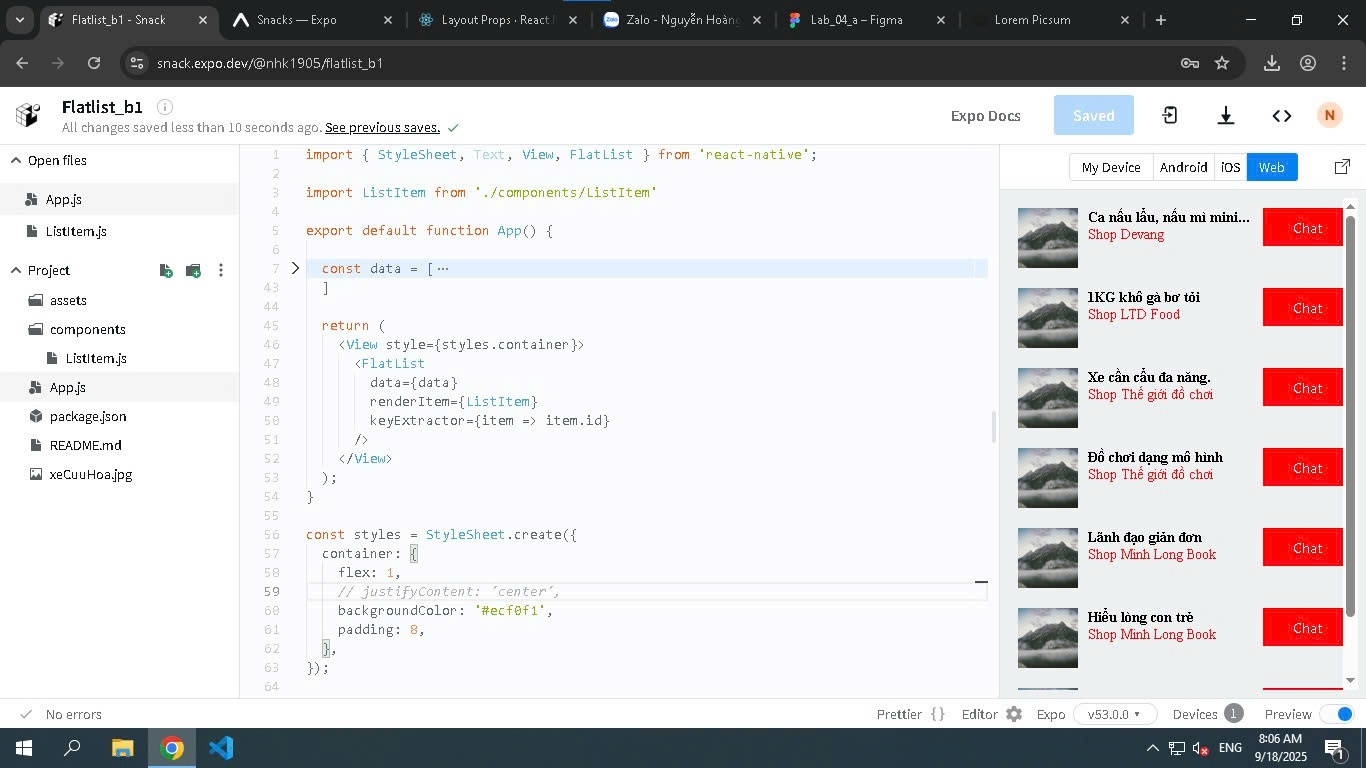 Flatlist_b1 - Snack
Snacks — Expo
Layout Props · React
Zalo - Nguyễn Hoàng
Lab_04_a – Figma
Lorem Picsum
snack.expo.dev/@nhk1905/flatlist_b1
Flatlist_b1
All changes saved less than 10 seconds ago. See previous saves.
Expo Docs
Saved
N
Open files
App.js
ListItem.js
Project
assets
components
ListItem.js
App.js
package.json
README.md
xeCuuHoa.jpg
1 import { StyleSheet, Text, View, FlatList } from 'react-native';
2
3 import ListItem from './components/ListItem'
4
5 export default function App() {
6
7 const data = [ ⋯
43 ]
44
45 return (
46 <View style={styles.container}>
47 <FlatList
48 data={data}
49 renderItem={ListItem}
50 keyExtractor={item => item.id}
51 />
52 </View>
53 );
54 }
55
56 const styles = StyleSheet.create({
57 container: {
58 flex: 1,
59 // justifyContent: 'center',
60 backgroundColor: '#ecf0f1',
61 padding: 8,
62 },
63 });
64
My Device Android iOS Web
Ca nấu lẩu, nấu mì mini...
Shop Devang
Chat
1KG khô gà bơ tỏi
Shop LTD Food
Chat
Xe cần cẩu đa năng.
Shop Thế giới đồ chơi
Chat
Đồ chơi dạng mô hình
Shop Thế giới đồ chơi
Chat
Lãnh đạo giản đơn
Shop Minh Long Book
Chat
Hiểu lòng con trẻ
Shop Minh Long Book
Chat
No errors
Prettier {} Editor Expo v53.0.0 Devices 1 Preview
ENG
8:06 AM
9/18/2025
1